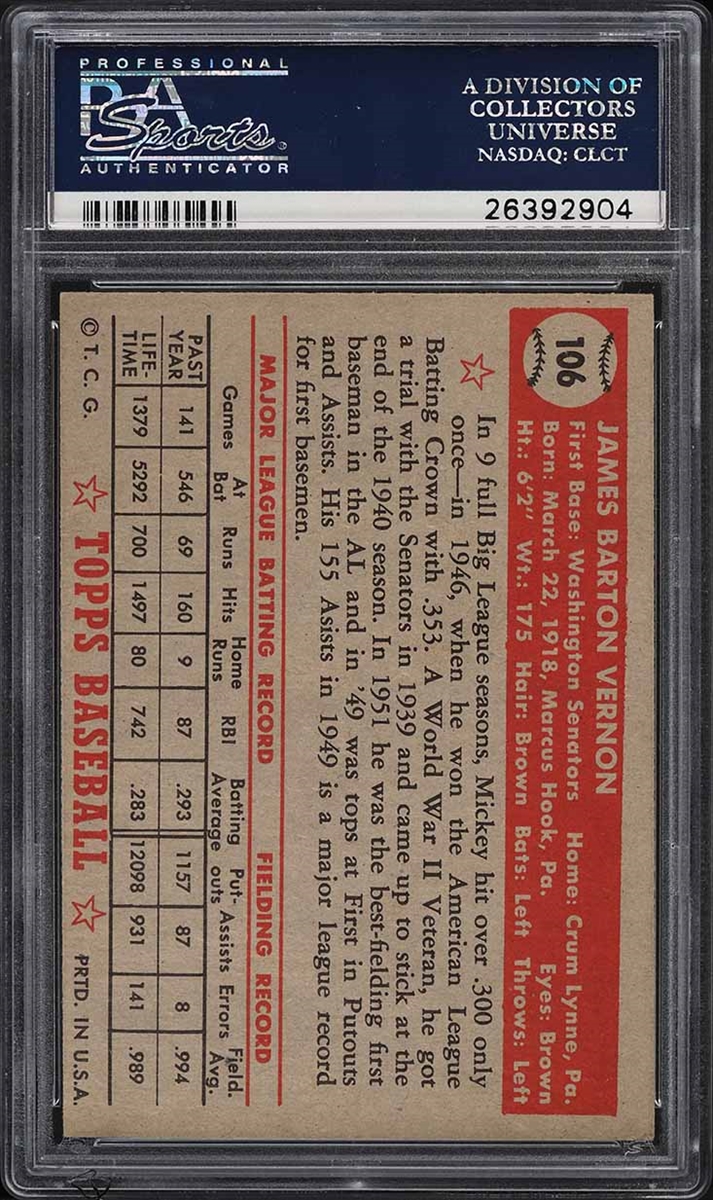 PROFESSIONAL
PSA
Sports
AUTHENTICATOR
A DIVISION OF
COLLECTORS
UNIVERSE
NASDAQ: CLCT
26392904
106
JAMES BARTON VERNON
First Base: Washington Senators Home: Crum Lynne, Pa.
Born: March 22, 1918, Marcus Hook, Pa. Eyes: Brown
Ht.: 6'2" Wt.: 175 Hair: Brown Bats: Left Throws: Left
In 9 full Big League seasons, Mickey hit over .300 only
once—in 1946, when he won the American League
Batting Crown with .353. A World War II Veteran, he got
a trial with the Senators in 1939 and came up to stick at the
end of the 1940 season. In 1951 he was the best-fielding first
baseman in the AL and in '49 was tops at First in Putouts
and Assists. His 155 Asists in 1949 is a major league record
for first basemen.
MAJOR LEAGUE BATTING RECORD FIELDING RECORD
Games At Bat Runs Hits Home Runs RBI Batting Average Put-outs Assists Errors Field. Avg.
PAST YEAR 141 546 69 160 9 87 .293 1157 87 8 .994
LIFE-TIME 1379 5292 700 1497 80 742 .283 12098 931 141 .989
© T. C. G. TOPPS BASEBALL PRTD. IN U.S.A.